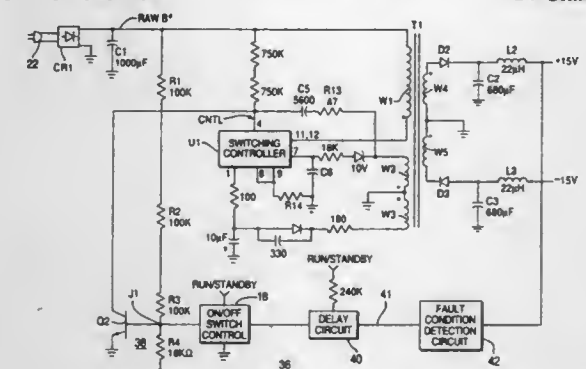 RAW B+
T1
22
CR1
C1
1000µF
R1
100K
750K
750K
C5
5600
R13
47
CNTL
4
U1
SWITCHING
CONTROLLER
11,12
7
1
8
9
18K
10V
C6
R14
100
10µF
+
330
180
W1
W2
W3
W4
W5
D2
L2
22µH
+15V
C2
680µF
D3
L3
22µH
-15V
C3
680µF
R2
100K
R3
100K
J1
Q2
38
R4
18KΩ
RUN/STANDBY
ON/OFF
SWITCH
CONTROL
18
RUN/STANDBY
240K
DELAY
CIRCUIT
40
41
FAULT
CONDITION
DETECTION
CIRCUIT
42
36